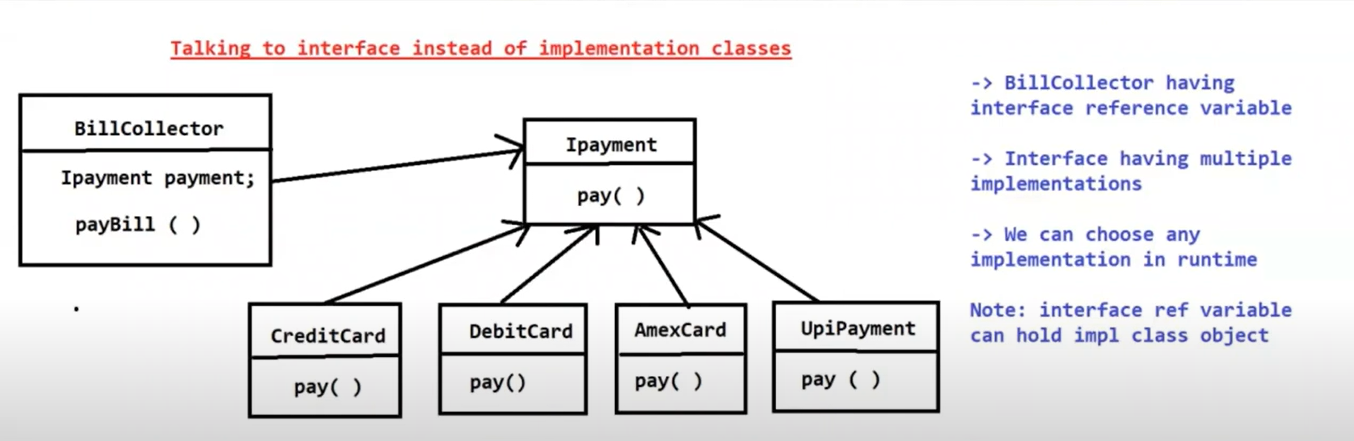 Talking to interface instead of implementation classes
BillCollector
Ipayment payment;
payBill ( )
Ipayment
pay( )
CreditCard
pay( )
DebitCard
pay()
AmexCard
pay( )
UpiPayment
pay ( )
-> BillCollector having
interface reference variable
-> Interface having multiple
implementations
-> We can choose any
implementation in runtime
Note: interface ref variable
can hold impl class object